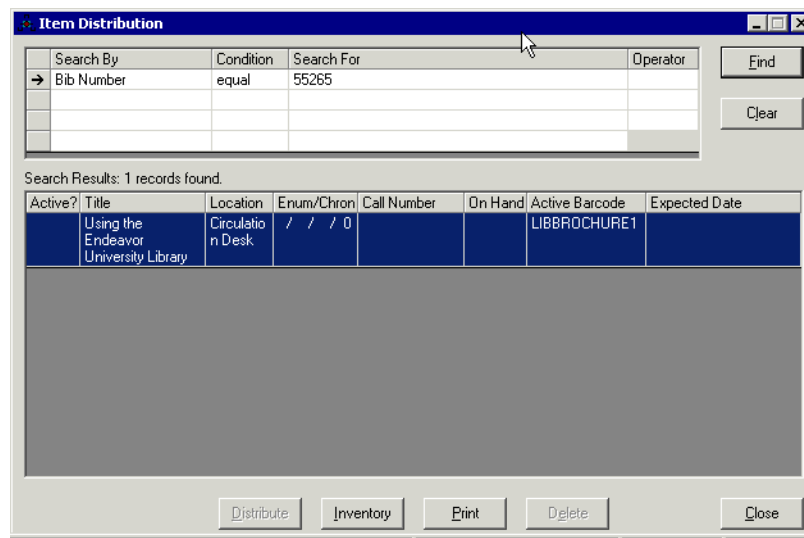 Item Distribution
Search By Condition Search For Operator
Bib Number equal 55265
Find
Clear
Search Results: 1 records found.
Active? Title Location Enum/Chron Call Number On Hand Active Barcode Expected Date
Using the Circulatio / / / 0 LIBBROCHURE1
Endeavor n Desk
University Library
Distribute Inventory Print Delete Close